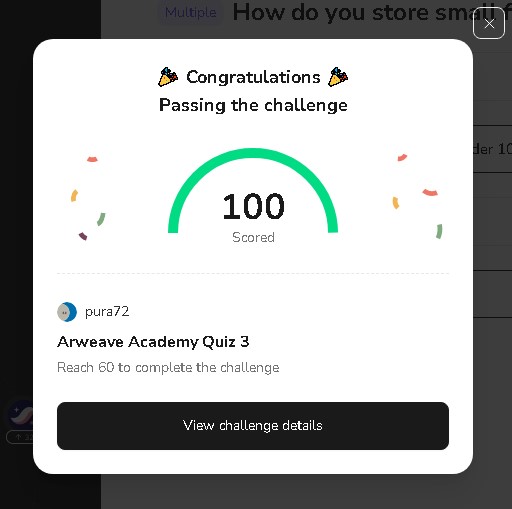 Multiple
How do you store small f
Congratulations
Passing the challenge
der 10
100
Scored
pura72
Arweave Academy Quiz 3
Reach 60 to complete the challenge
View challenge details